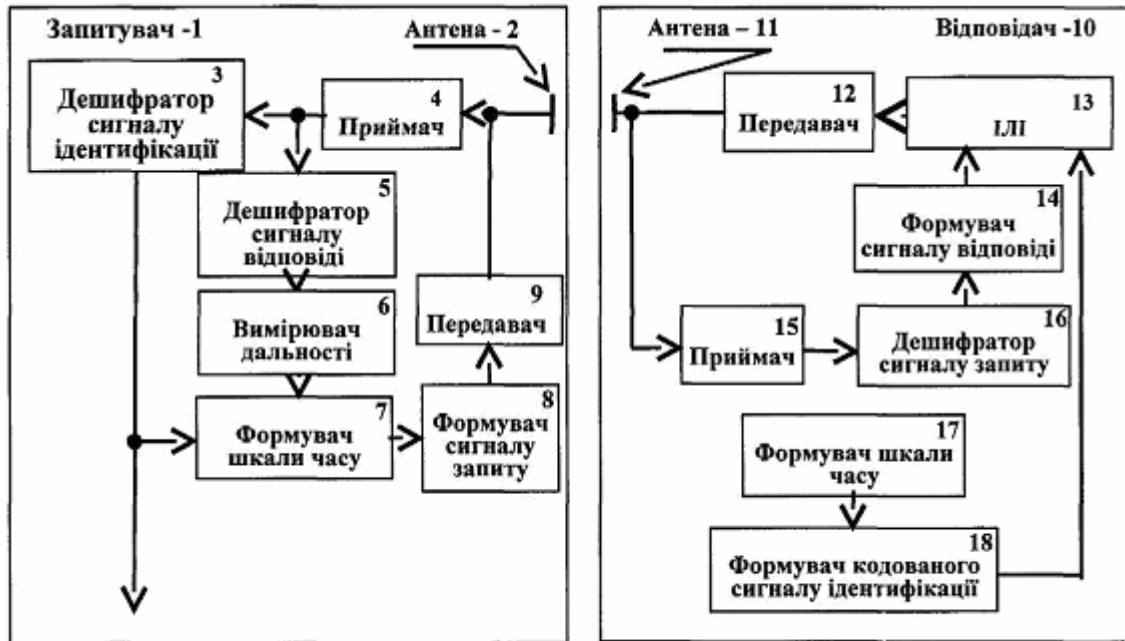 Запитувач -1
Антена - 2
3
Дешифратор
сигналу
ідентифікації
4
Приймач
5
Дешифратор
сигналу
відповіді
6
Вимірювач
дальності
7
Формувач
шкали часу
8
Формувач
сигналу
запиту
9
Передавач
Антена – 11
Відповідач -10
12
Передавач
13
ІЛІ
14
Формувач
сигналу відповіді
15
Приймач
16
Дешифратор
сигналу запиту
17
Формувач шкали
часу
18
Формувач кодованого
сигналу ідентифікації